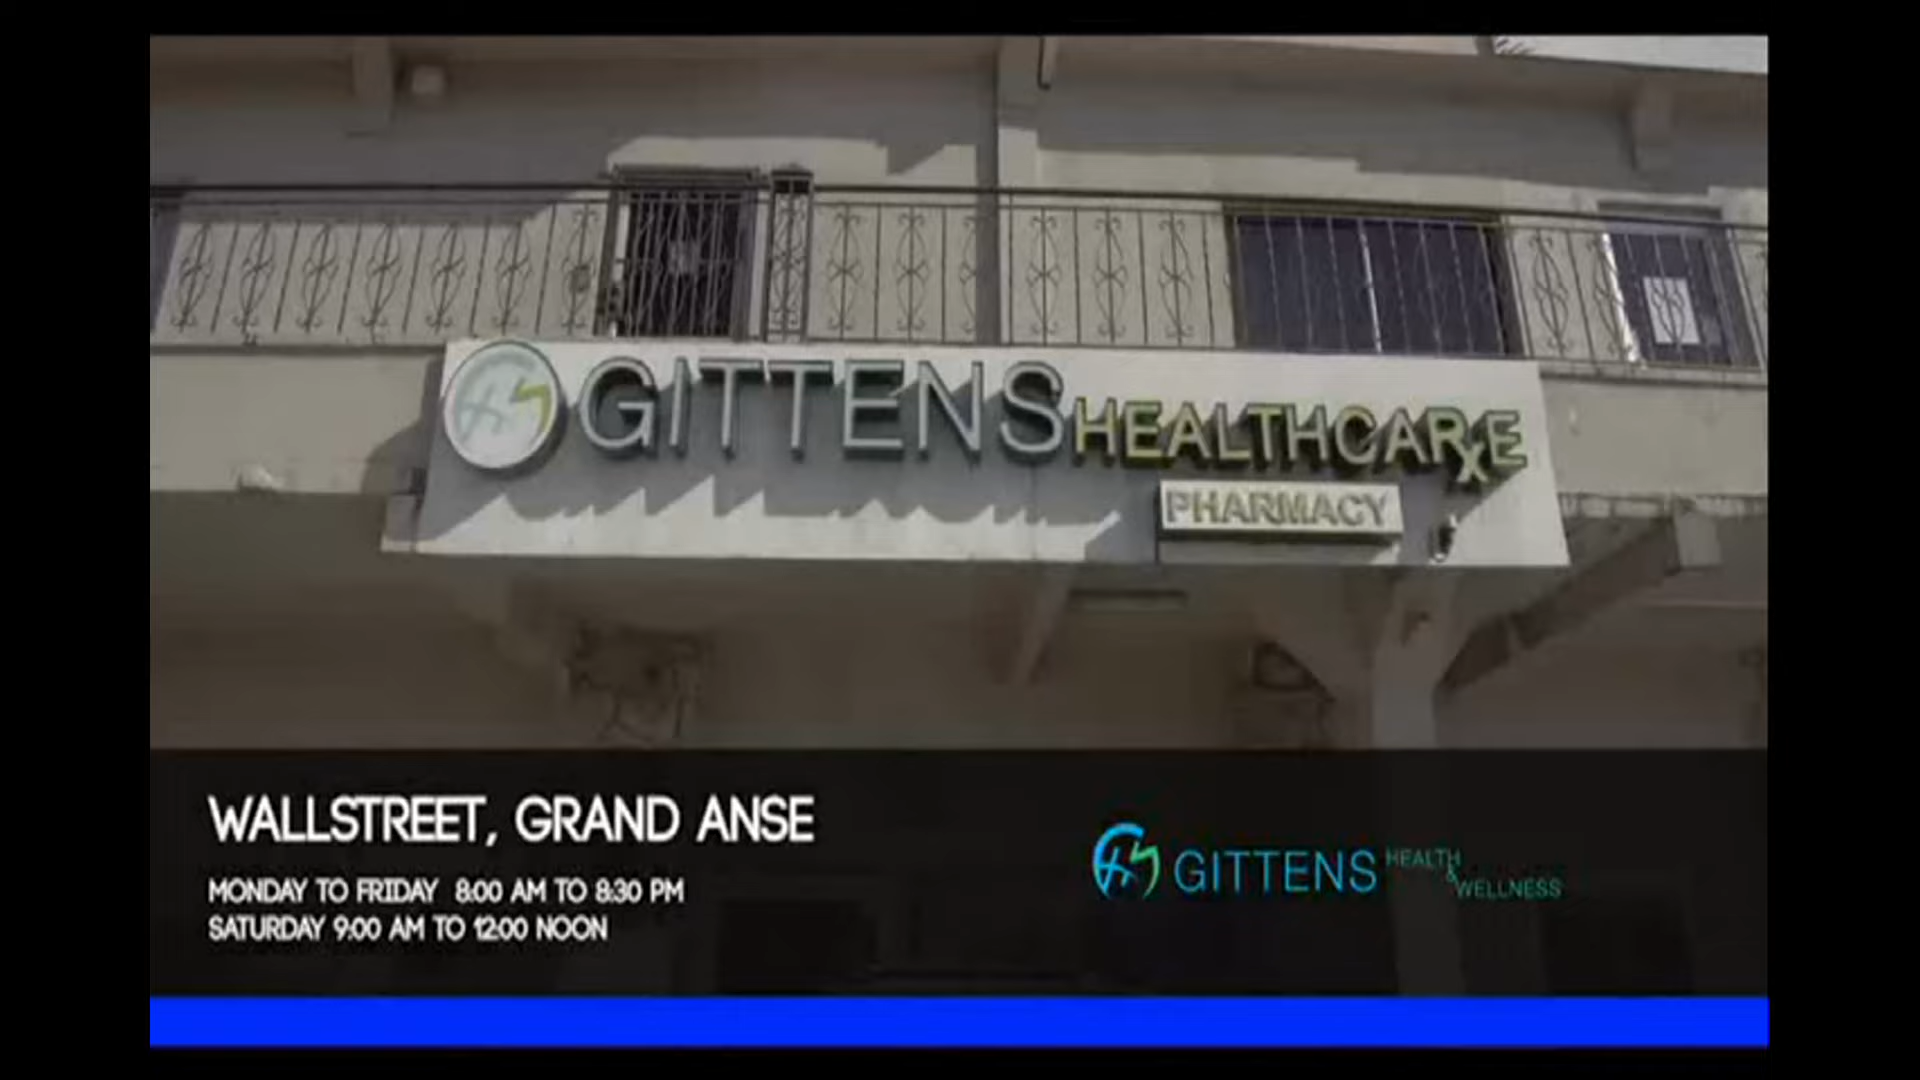 GITTENS HEALTHCARxE
PHARMACY
WALLSTREET, GRAND ANSE
MONDAY TO FRIDAY 8:00 AM TO 8:30 PM
SATURDAY 9:00 AM TO 12:00 NOON
GITTENS HEALTH
&
WELLNESS